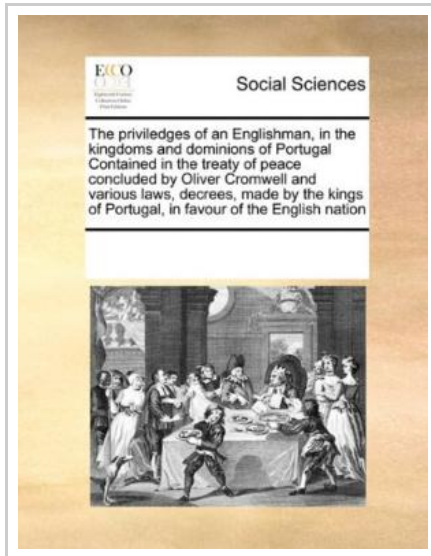 ECCO
Social Sciences
The priviledges of an Englishman, in the
kingdoms and dominions of Portugal
Contained in the treaty of peace
concluded by Oliver Cromwell and
various laws, decrees, made by the kings
of Portugal, in favour of the English nation